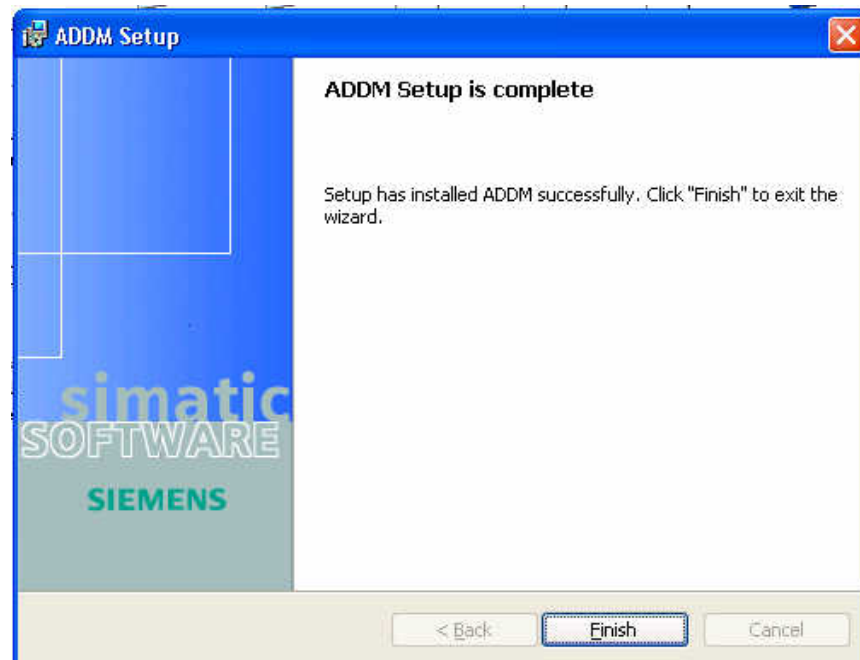 ADDM Setup
ADDM Setup is complete
Setup has installed ADDM successfully. Click "Finish" to exit the
wizard.
simatic
SOFTWARE
SIEMENS
< Back
Finish
Cancel